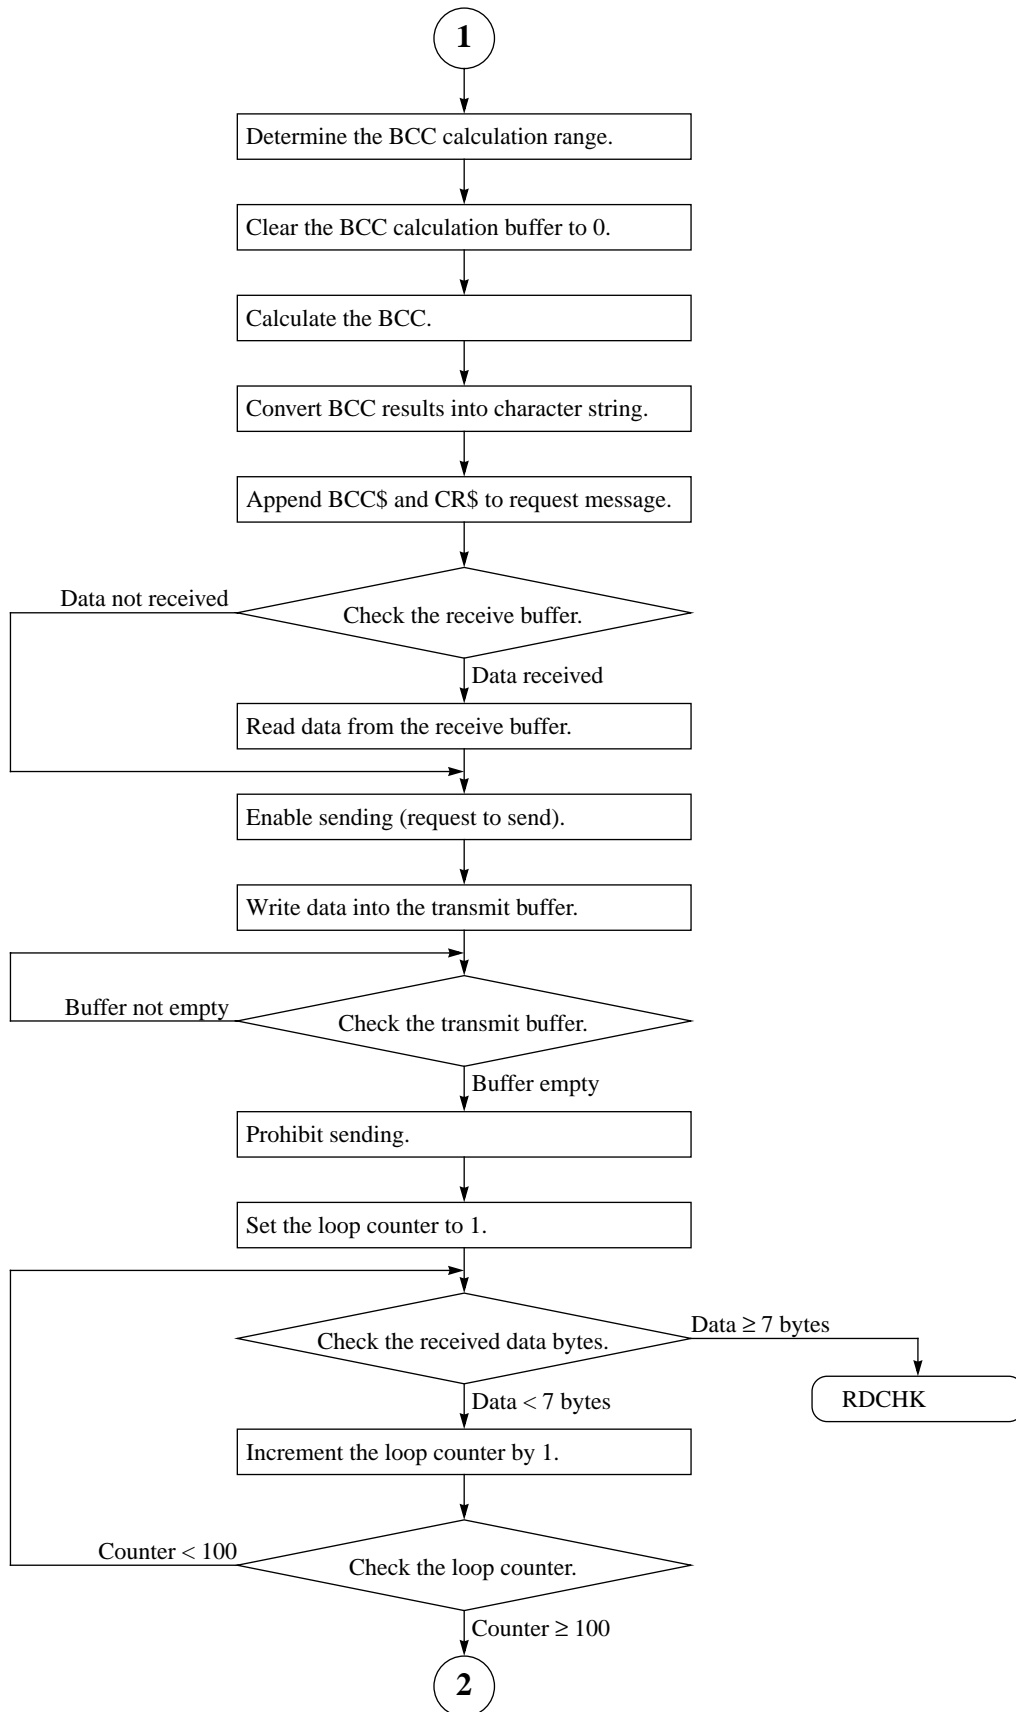 1
Determine the BCC calculation range.
Clear the BCC calculation buffer to 0.
Calculate the BCC.
Convert BCC results into character string.
Append BCC$ and CR$ to request message.
Data not received
Check the receive buffer.
Data received
Read data from the receive buffer.
Enable sending (request to send).
Write data into the transmit buffer.
Buffer not empty
Check the transmit buffer.
Buffer empty
Prohibit sending.
Set the loop counter to 1.
Data ≥ 7 bytes
Check the received data bytes.
RDCHK
Data < 7 bytes
Increment the loop counter by 1.
Counter < 100
Check the loop counter.
Counter ≥ 100
2